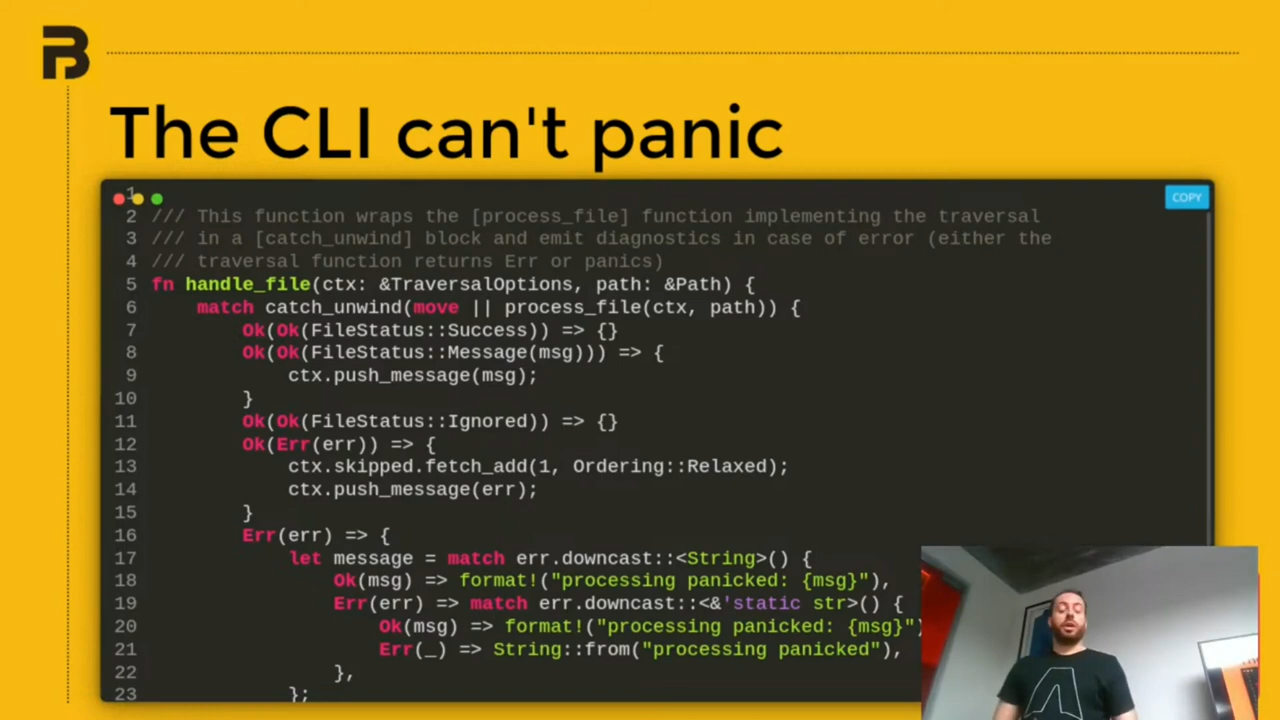 B
The CLI can't panic
COPY
1
2 /// This function wraps the [process_file] function implementing the traversal
3 /// in a [catch_unwind] block and emit diagnostics in case of error (either the
4 /// traversal function returns Err or panics)
5 fn handle_file(ctx: &TraversalOptions, path: &Path) {
6     match catch_unwind(move || process_file(ctx, path)) {
7         Ok(Ok(FileStatus::Success)) => {}
8         Ok(Ok(FileStatus::Message(msg))) => {
9             ctx.push_message(msg);
10         }
11         Ok(Ok(FileStatus::Ignored)) => {}
12         Ok(Err(err)) => {
13             ctx.skipped.fetch_add(1, Ordering::Relaxed);
14             ctx.push_message(err);
15         }
16         Err(err) => {
17             let message = match err.downcast::<String>() {
18                 Ok(msg) => format!("processing panicked: {msg}"),
19                 Err(err) => match err.downcast::<&'static str>() {
20                     Ok(msg) => format!("processing panicked: {msg}")
21                     Err(_) => String::from("processing panicked"),
22                 },
23             };